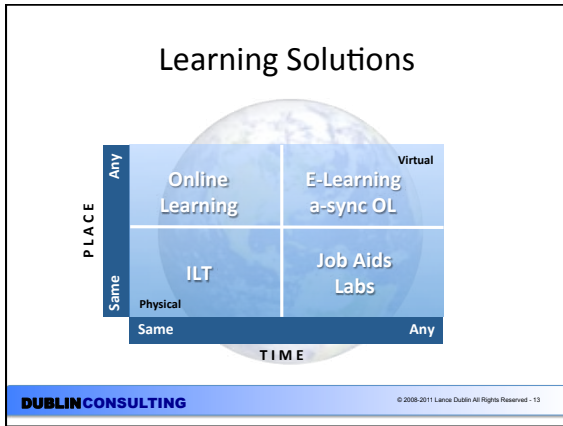 Learning Solutions
PLACE
Any
Same
Online
Learning
Virtual
E-Learning
a-sync OL
ILT
Physical
Job Aids
Labs
Same
Any
TIME
DUBLINCONSULTING
© 2008-2011 Lance Dublin All Rights Reserved - 13